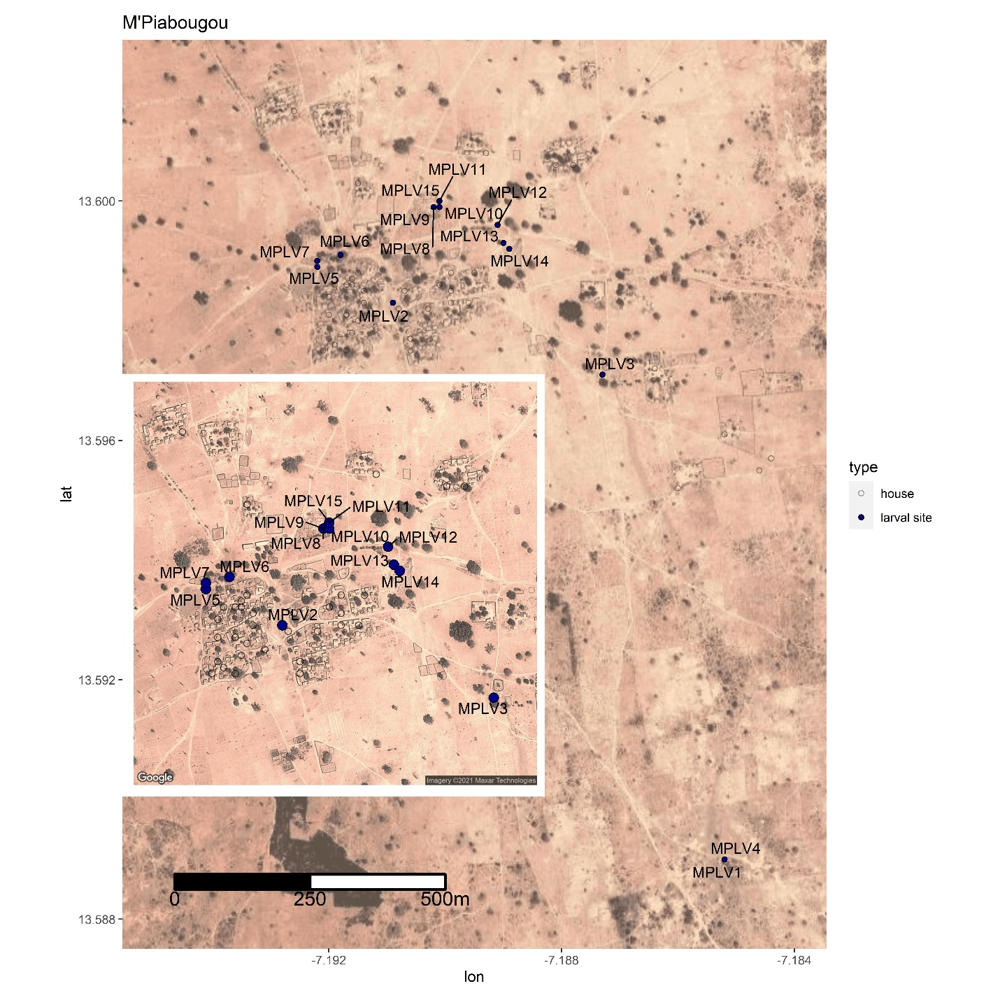 M'Piabougou
MPLV11
MPLV15
MPLV12
13.600
MPLV10
MPLV9
MPLV13
MPLV6
MPLV8
MPLV7
MPLV14
MPLV5
MPLV2
MPLV3
13.596
type
house
larval site
lat
MPLV15
MPLV11
MPLV9
MPLV10
MPLV12
MPLV8
MPLV13
MPLV6
MPLV7
MPLV14
MPLV5
MPLV2
13.592
MPLV3
Google
Imagery ©2021 Maxar Technologies
MPLV4
MPLV1
0 250 500m
13.588
-7.192 -7.188 -7.184
lon